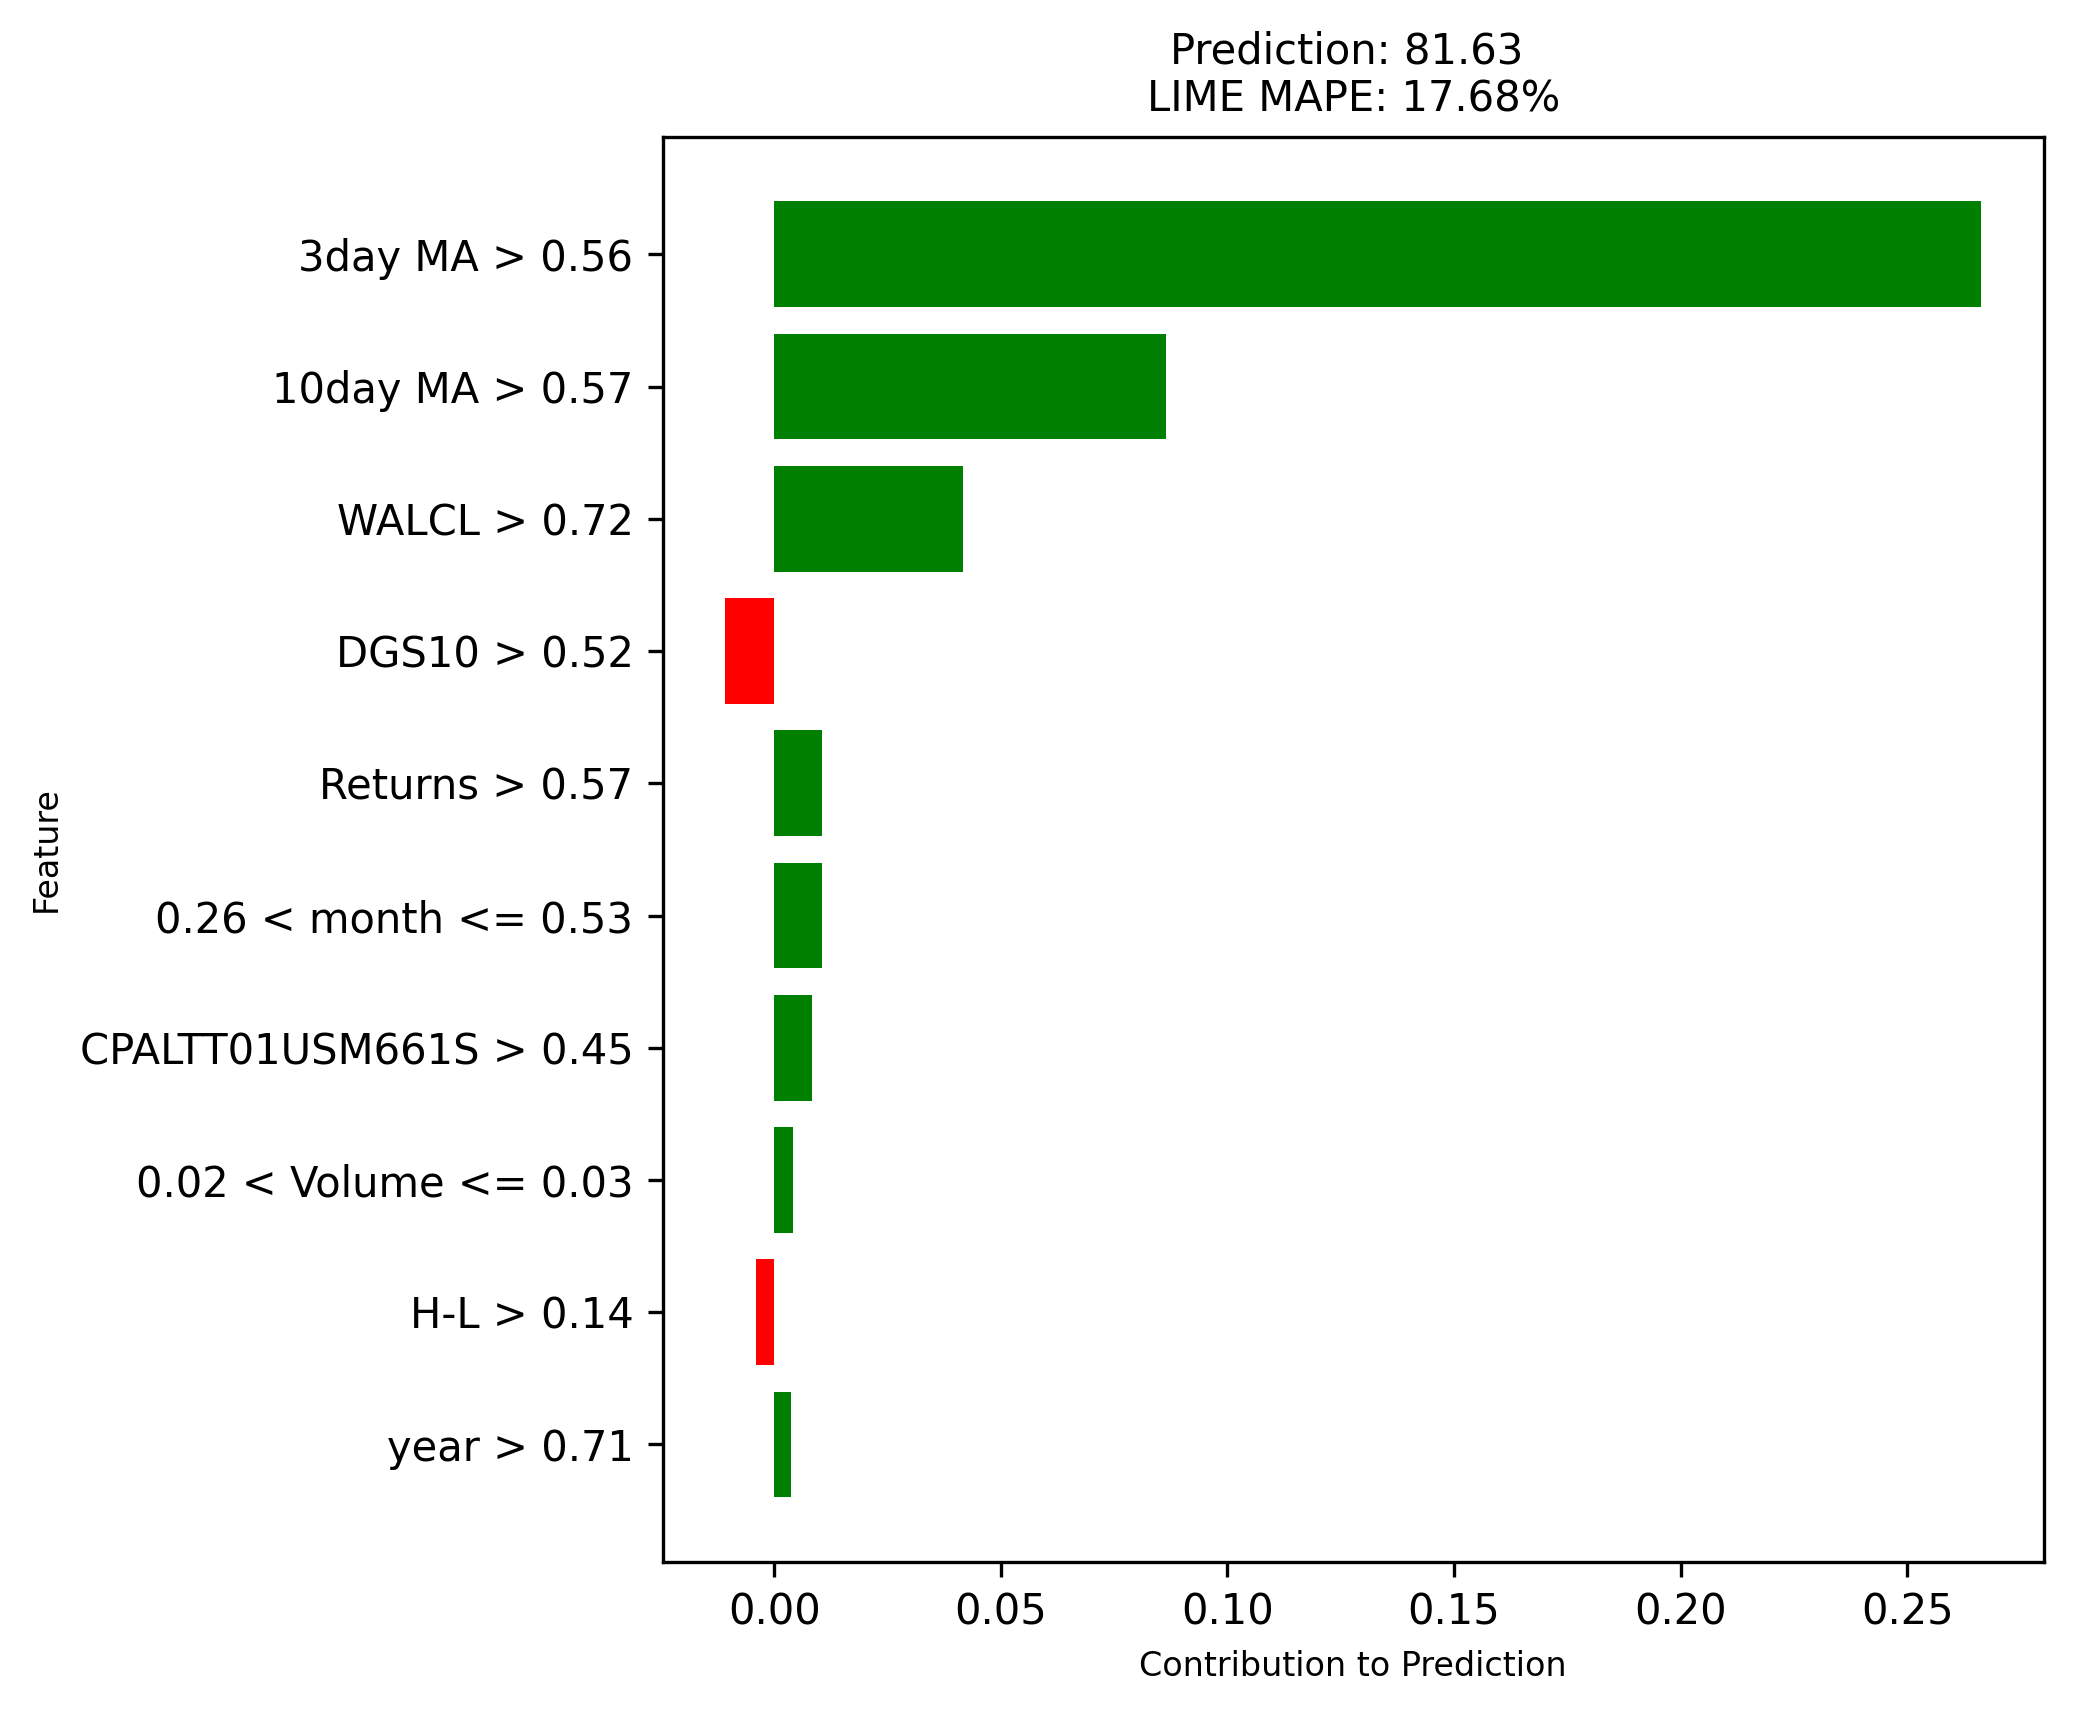 Prediction: 81.63
LIME MAPE: 17.68%
3day MA > 0.56
10day MA > 0.57
WALCL > 0.72
DGS10 > 0.52
Returns > 0.57
0.26 < month <= 0.53
CPALTT01USM661S > 0.45
0.02 < Volume <= 0.03
H-L > 0.14
year > 0.71
Feature
0.00 0.05 0.10 0.15 0.20 0.25
Contribution to Prediction